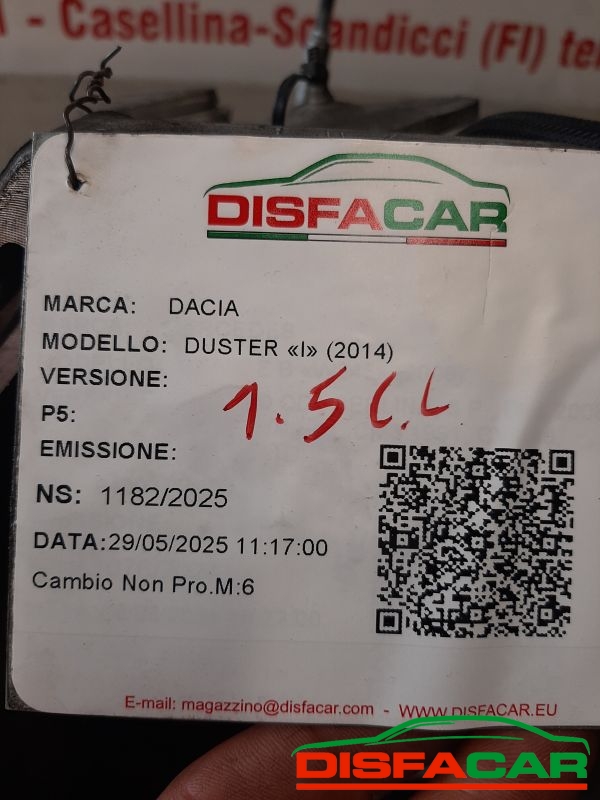 - Casellina-Scandicci (FI) te
DISFACAR
MARCA: DACIA
MODELLO: DUSTER «I» (2014)
VERSIONE:
P5:
1.5 C.C
EMISSIONE:
NS: 1182/2025
DATA:29/05/2025 11:17:00
Cambio Non Pro.M:6
E-mail: magazzino@disfacar.com - WWW.DISFACAR.EU
DISFACAR